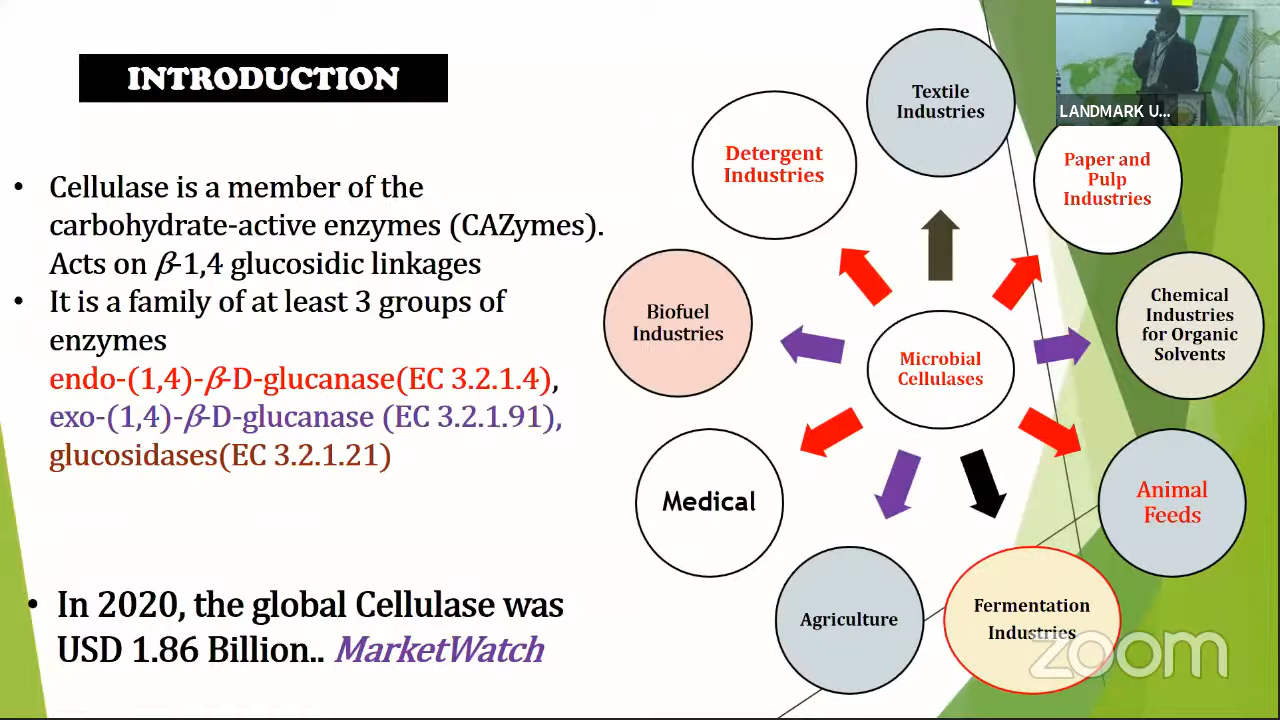 INTRODUCTION
• Cellulase is a member of the
carbohydrate-active enzymes (CAZymes).
Acts on β-1,4 glucosidic linkages
• It is a family of at least 3 groups of
enzymes
endo-(1,4)-β-D-glucanase(EC 3.2.1.4),
exo-(1,4)-β-D-glucanase (EC 3.2.1.91),
glucosidases(EC 3.2.1.21)
• In 2020, the global Cellulase was
USD 1.86 Billion.. MarketWatch
Textile
Industries
Detergent
Industries
Paper and
Pulp
Industries
Biofuel
Industries
Chemical
Industries
for Organic
Solvents
Microbial
Cellulases
Medical
Animal
Feeds
Agriculture
Fermentation
Industries
LANDMARK U...
zoom